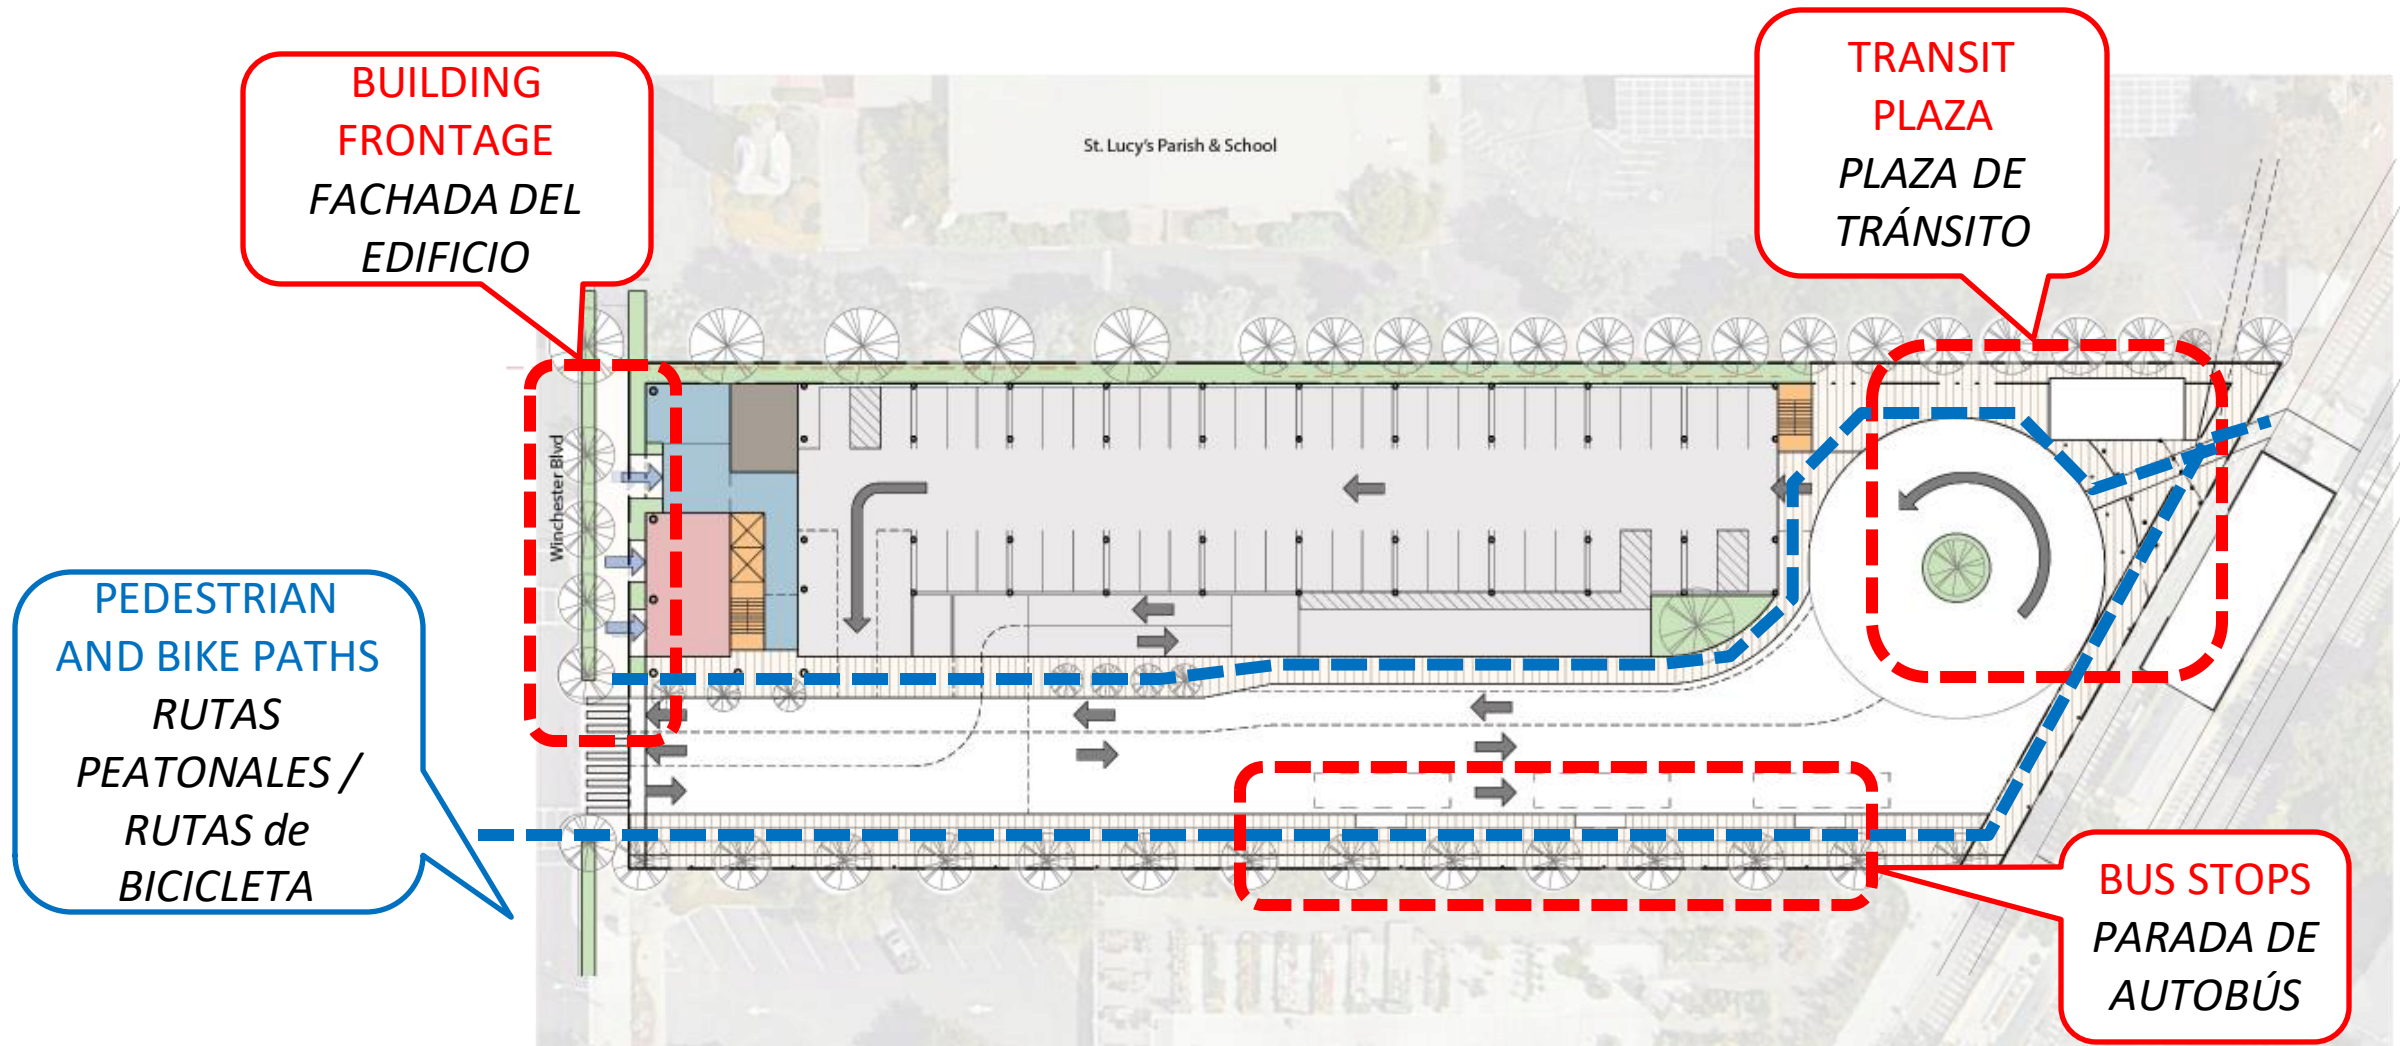 BUILDING
FRONTAGE
FACHADA DEL
EDIFICIO
TRANSIT
PLAZA
PLAZA DE
TRÁNSITO
St. Lucy's Parish & School
Winchester Blvd
PEDESTRIAN
AND BIKE PATHS
RUTAS
PEATONALES /
RUTAS de
BICICLETA
BUS STOPS
PARADA DE
AUTOBÚS